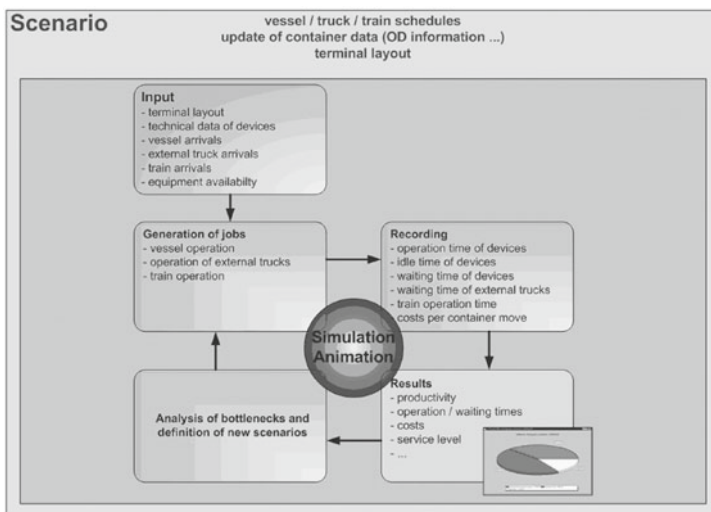 Scenario
vessel / truck / train schedules
update of container data (OD information ...)
terminal layout
Input
- terminal layout
- technical data of devices
- vessel arrivals
- external truck arrivals
- train arrivals
- equipment availabilty
Generation of jobs
- vessel operation
- operation of external trucks
- train operation
Recording
- operation time of devices
- idle time of devices
- waiting time of devices
- waiting time of external trucks
- train operation time
- costs per container move
Simulation
Animation
Analysis of bottlenecks and
definition of new scenarios
Results
- productivity
- operation / waiting times
- costs
- service level
- ...